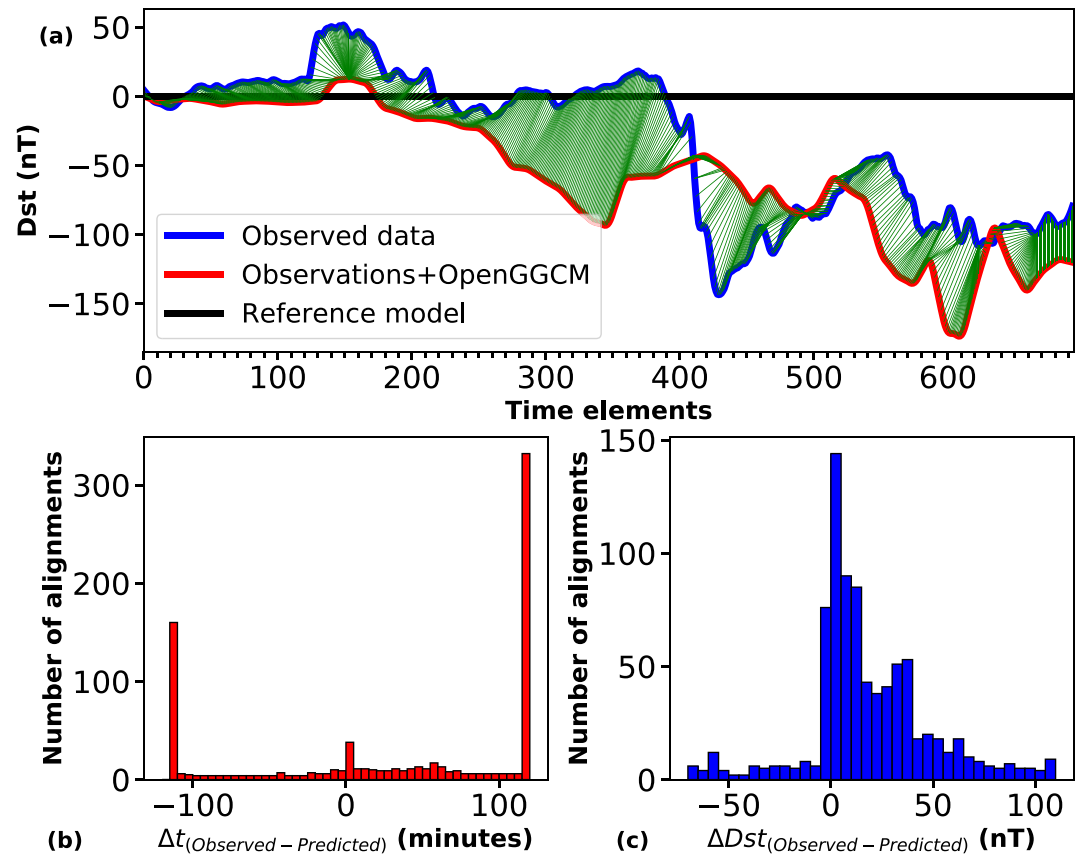 (a)
Dst (nT)
50
0
−50
−100
−150
Observed data
Observations+OpenGGCM
Reference model
0 100 200 300 400 500 600
Time elements
Number of alignments
300
200
100
0
−100 0 100
(b) Δt(Observed − Predicted) (minutes)
Number of alignments
150
100
50
0
−50 0 50 100
(c) ΔDst(Observed − Predicted) (nT)